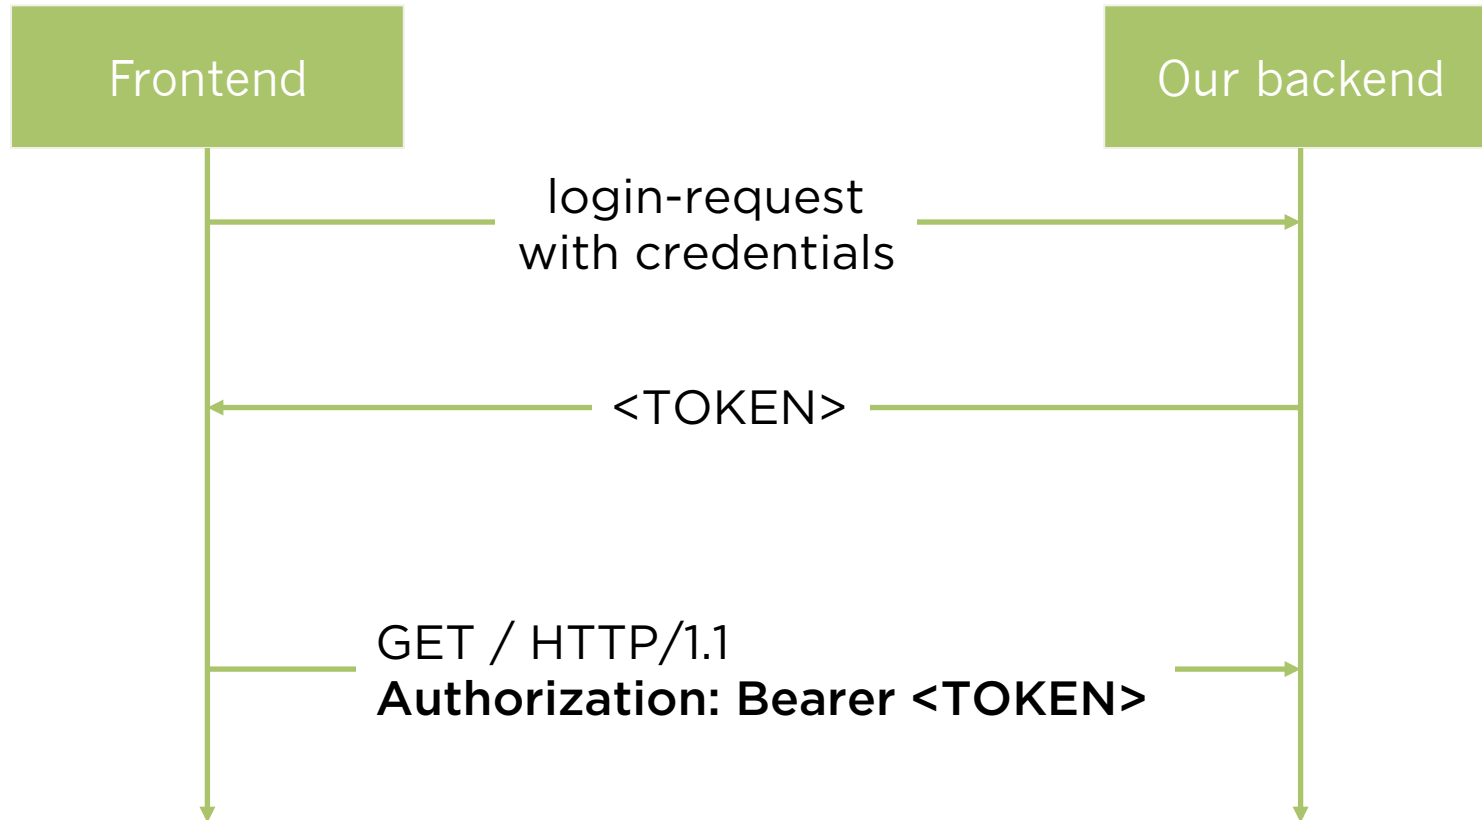 Frontend
Our backend
login-request
with credentials
<TOKEN>
GET / HTTP/1.1
Authorization: Bearer <TOKEN>